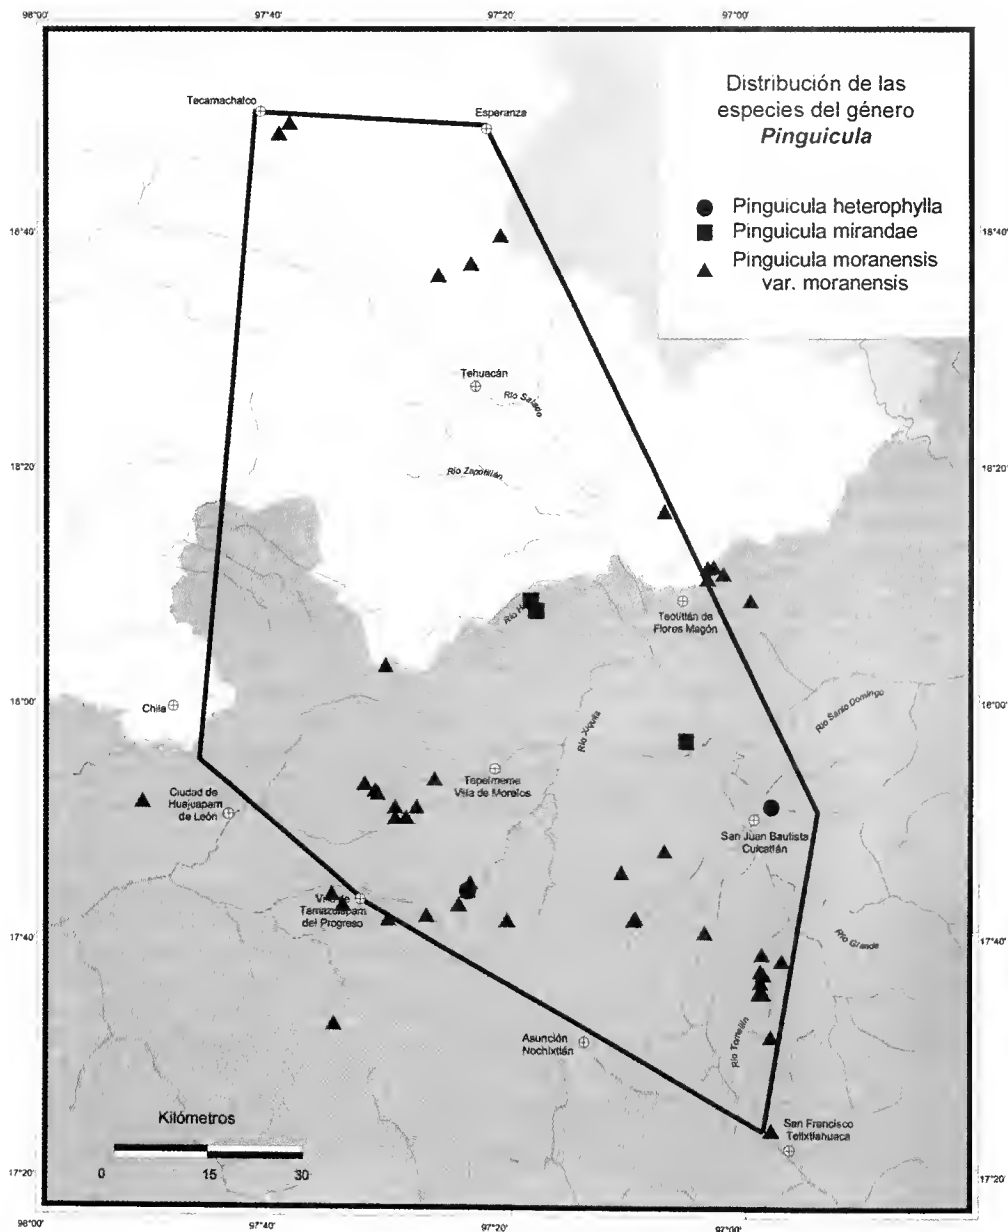 98°00' 97°40' 97°20' 97°00'
Tecamachalco
Esperanza
Distribución de las
especies del género
Pinguicula
Pinguicula heterophylla
Pinguicula mirandae
Pinguicula moranensis
var. moranensis
18°40' 18°40'
Tehuacán
Río Salado
18°20' 18°20'
Río Zapotitlán
Teotitlán de
Flores Magón
Río
18°00' 18°00'
Chila
Río Santo Domingo
Río Xiquila
Tepelmeme
Villa de Morelos
Ciudad de
Huajuapam
de León
San Juan Bautista
Cuicatlán
Tamazulapam
del Progreso
17°40' 17°40'
Río Grande
Río Tomellín
Asunción
Nochixtlán
Kilómetros
0 15 30
San Francisco
Telixtlahuaca
17°20' 17°20'
98°00' 97°40' 97°20' 92°00'